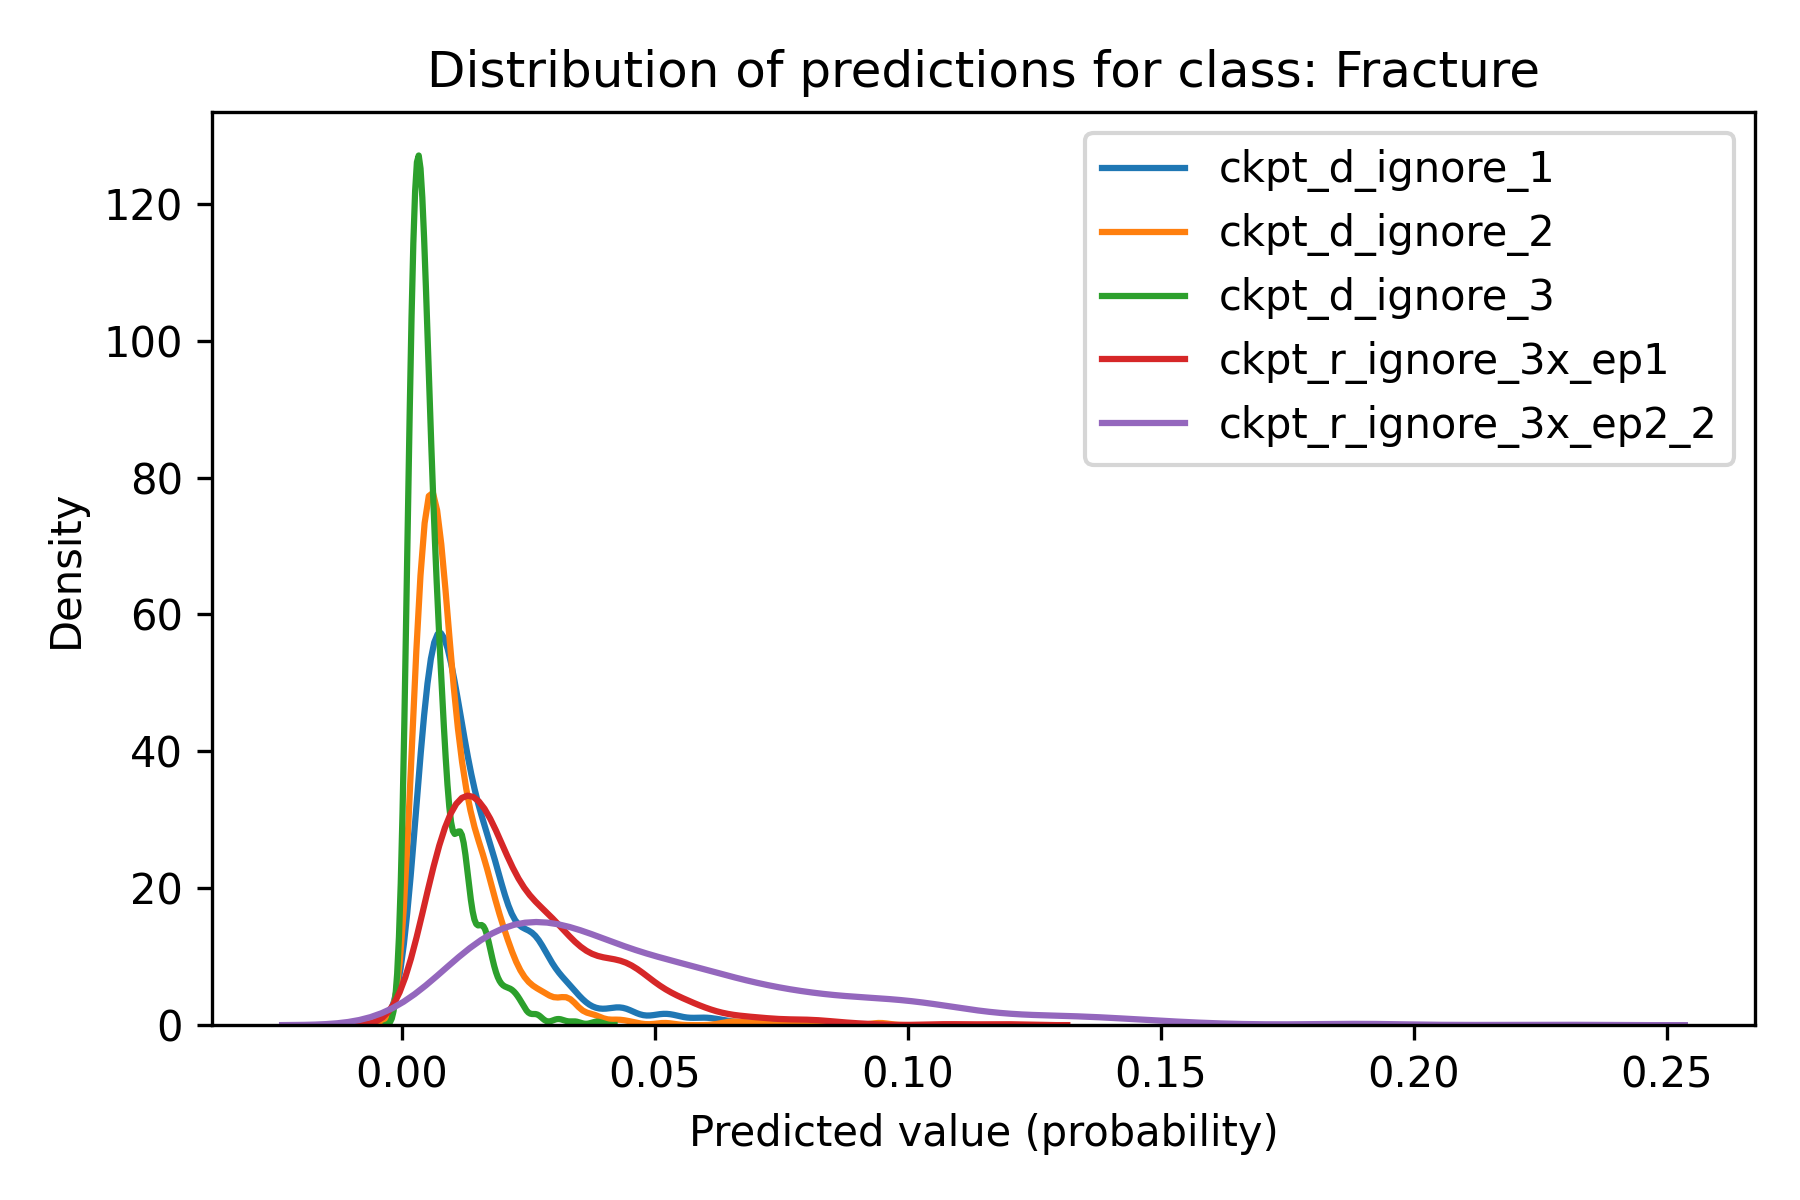 Distribution of predictions for class: Fracture
ckpt_d_ignore_1
ckpt_d_ignore_2
ckpt_d_ignore_3
ckpt_r_ignore_3x_ep1
ckpt_r_ignore_3x_ep2_2
Density
120
100
80
60
40
20
0
0.00 0.05 0.10 0.15 0.20 0.25
Predicted value (probability)